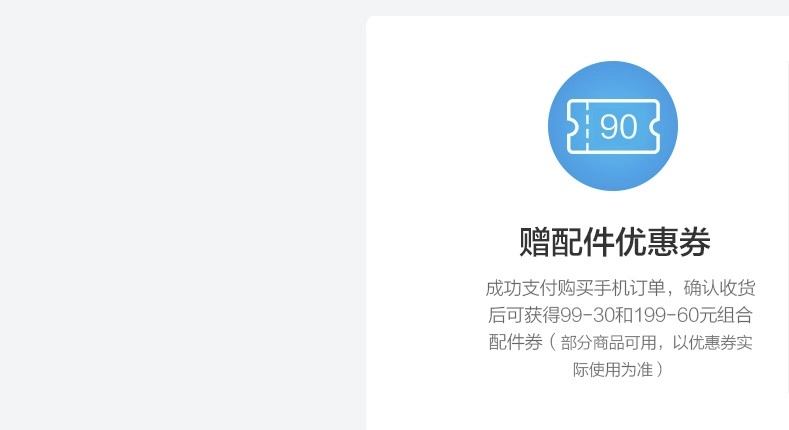 90
赠配件优惠券
成功支付购买手机订单，确认收货
后可获得99-30和199-60元组合
配件券（部分商品可用，以优惠券实
际使用为准）